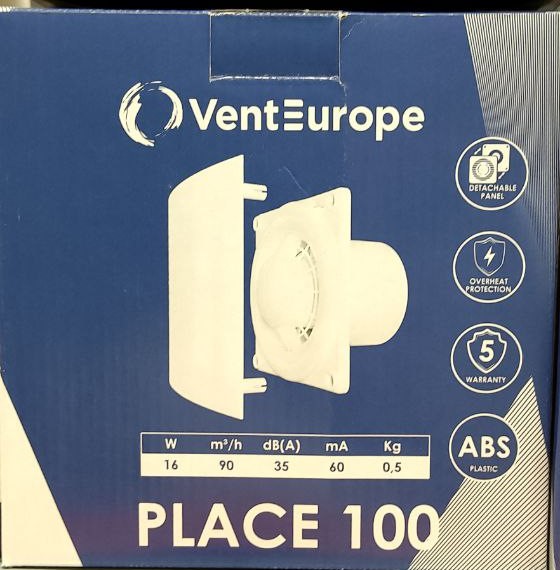 VentEurope
DETACHABLE
PANEL
OVERHEAT
PROTECTION
5
WARRANTY
ABS
PLASTIC
W m³/h dB(A) mA Kg
16 90 35 60 0,5
PLACE 100